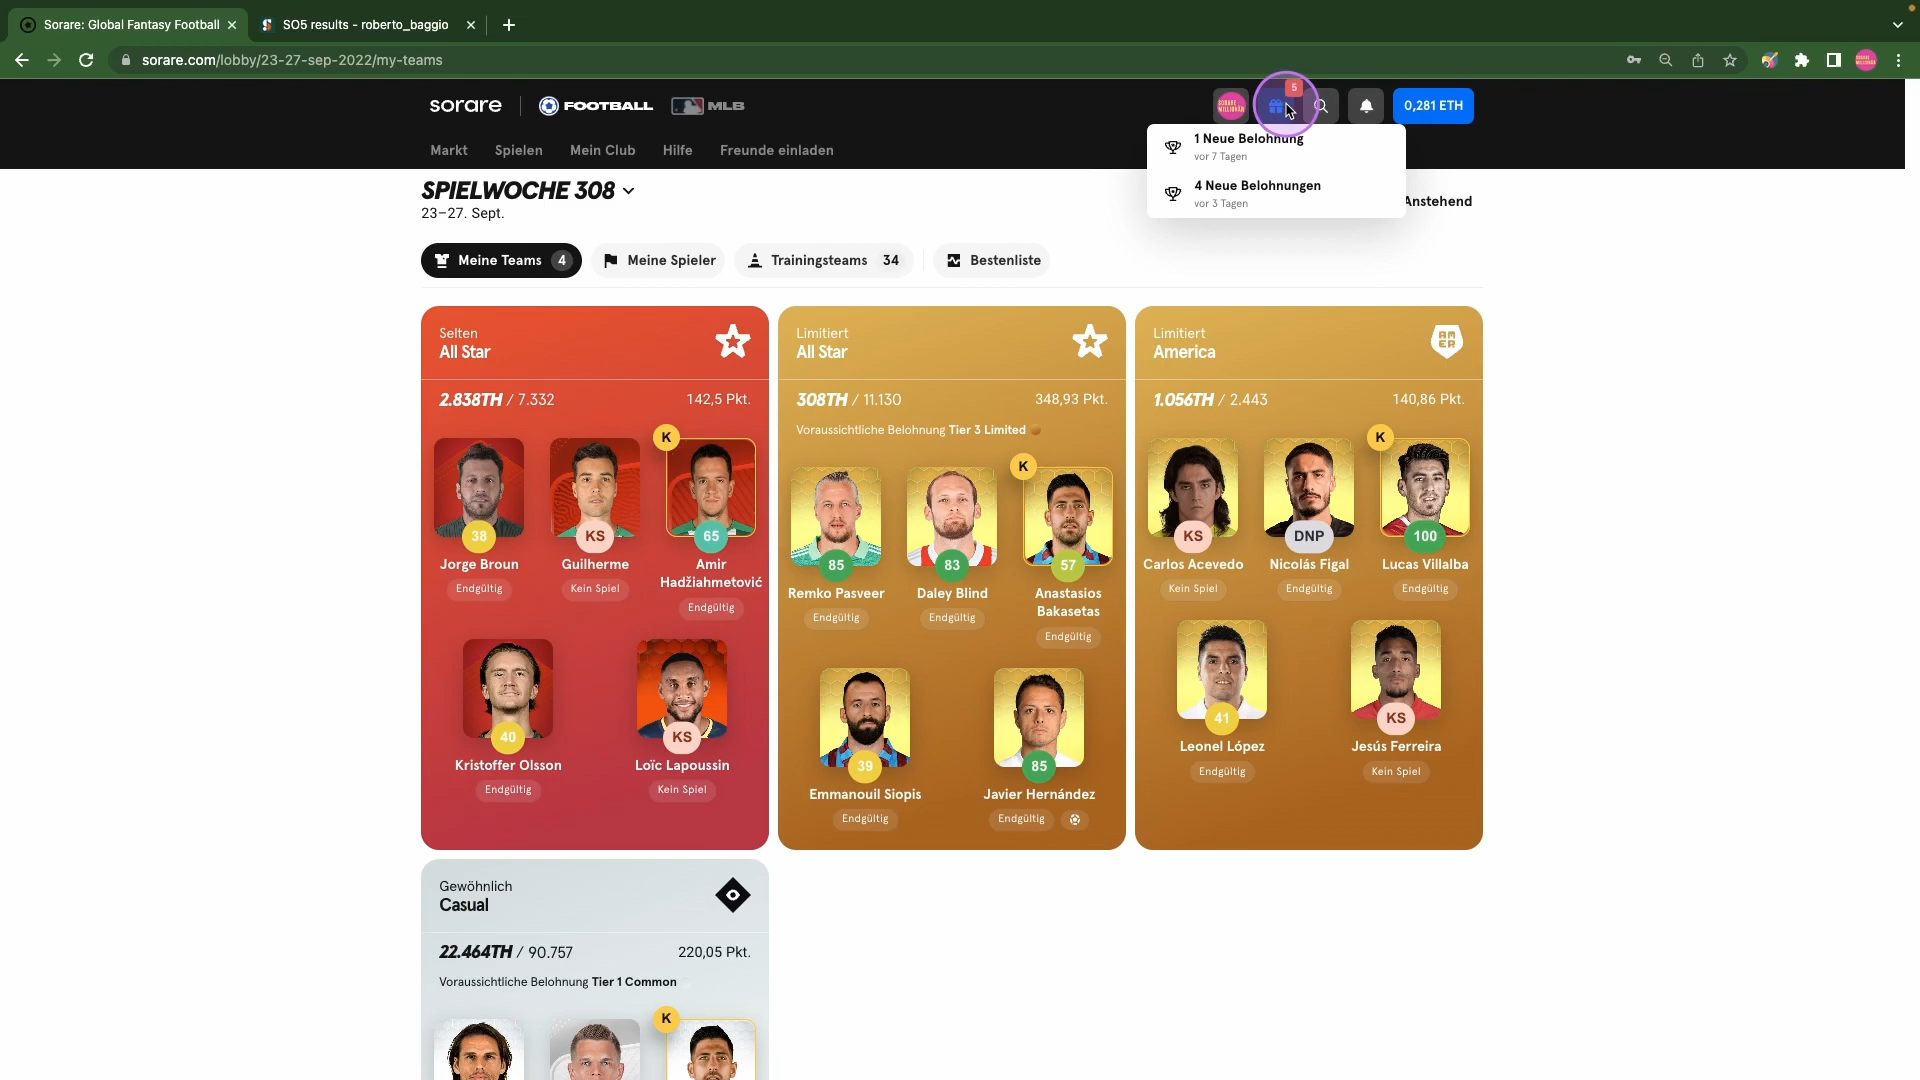 Sorare: Global Fantasy Football
SO5 results - roberto_baggio
sorare.com/lobby/23-27-sep-2022/my-teams
sorare
FOOTBALL
MLB
5
0,281 ETH
Markt
Spielen
Mein Club
Hilfe
Freunde einladen
1 Neue Belohnung
vor 7 Tagen
4 Neue Belohnungen
vor 3 Tagen
Anstehend
SPIELWOCHE 308
23–27. Sept.
Meine Teams 4
Meine Spieler
Trainingsteams 34
Bestenliste
Selten
All Star
2.838TH / 7.332
142,5 Pkt.
K
38
KS
65
Jorge Broun
Guilherme
Amir
Hadžiahmetović
Endgültig
Kein Spiel
Endgültig
40
KS
Kristoffer Olsson
Loïc Lapoussin
Endgültig
Kein Spiel
Limitiert
All Star
308TH / 11.130
348,93 Pkt.
Voraussichtliche Belohnung Tier 3 Limited
K
85
83
57
Remko Pasveer
Daley Blind
Anastasios
Bakasetas
Endgültig
Endgültig
Endgültig
39
85
Emmanouil Siopis
Javier Hernández
Endgültig
Endgültig
Limitiert
America
AM
ER
1.056TH / 2.443
140,86 Pkt.
K
KS
DNP
100
Carlos Acevedo
Nicolás Figal
Lucas Villalba
Kein Spiel
Endgültig
Endgültig
41
KS
Leonel López
Jesús Ferreira
Endgültig
Kein Spiel
Gewöhnlich
Casual
22.464TH / 90.757
220,05 Pkt.
Voraussichtliche Belohnung Tier 1 Common
K